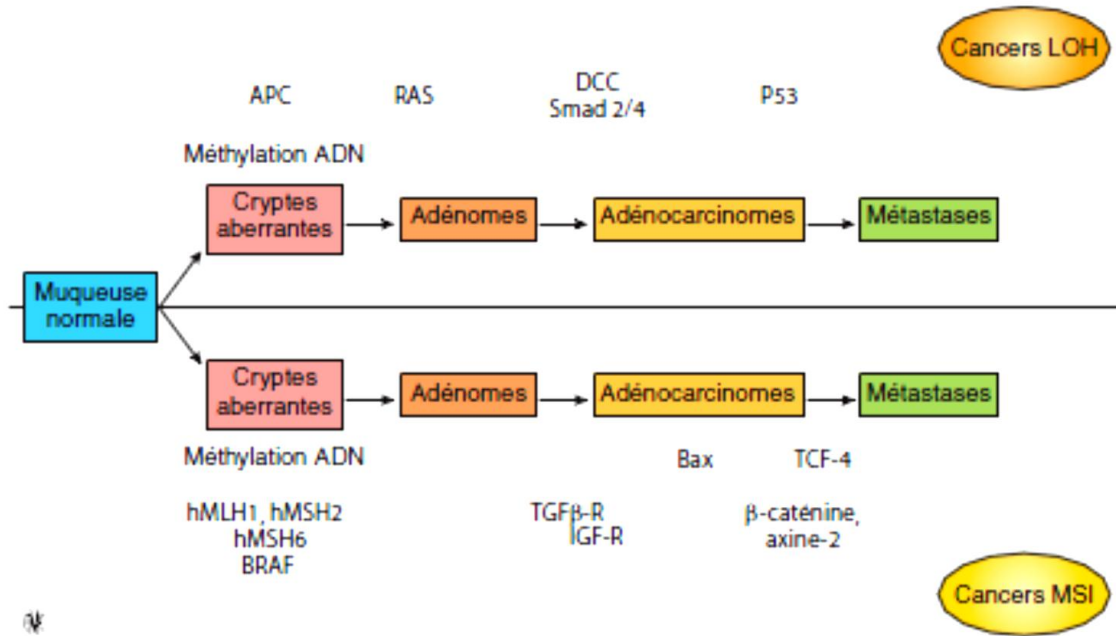 Cancers LOH
APC
RAS
DCC
Smad 2/4
P53
Méthylation ADN
Cryptes
aberrantes
Adénomes
Adénocarcinomes
Métastases
Muqueuse
normale
Cryptes
aberrantes
Adénomes
Adénocarcinomes
Métastases
Méthylation ADN
Bax
TCF-4
hMLH1, hMSH2
hMSH6
BRAF
TGFβ-R
IGF-R
β-caténine,
axine-2
Cancers MSI